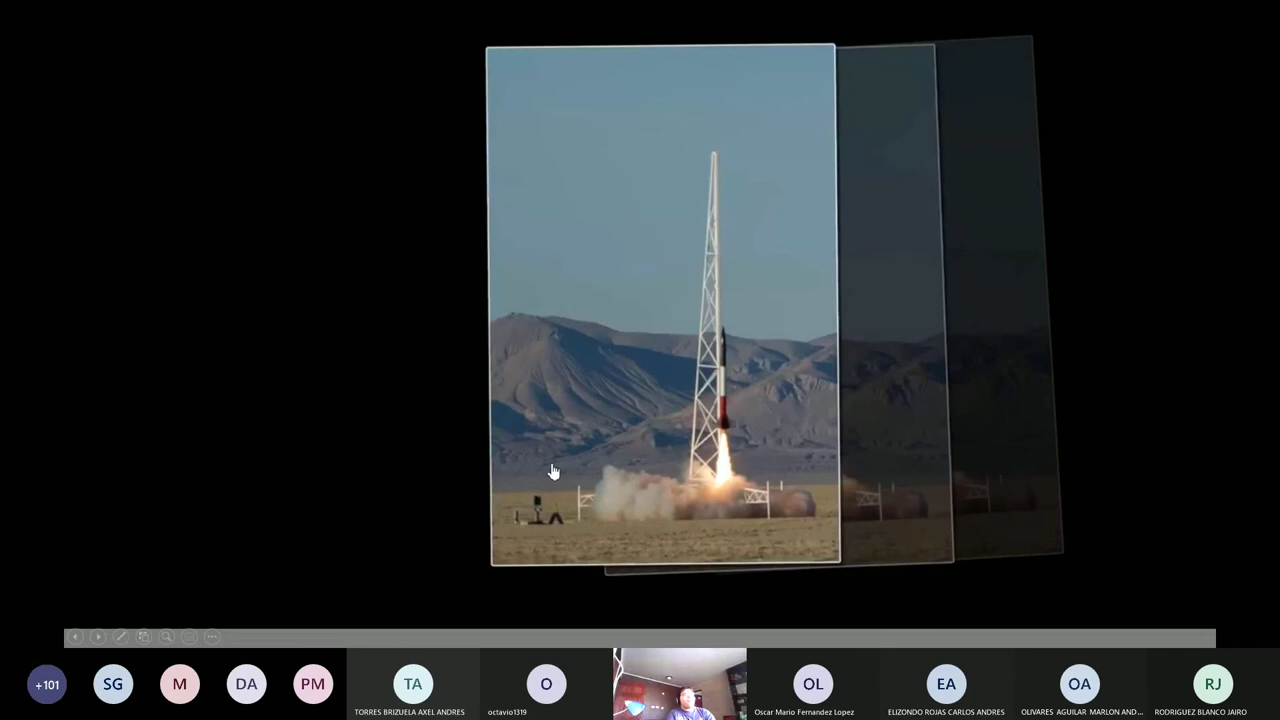 +101
SG
M
DA
PM
TA
O
OL
EA
OA
RJ
TORRES BRIZUELA AXEL ANDRES
octavio1319
Oscar Mario Fernandez Lopez
ELIZONDO ROJAS CARLOS ANDRES
OLIVARES AGUILAR MARLON AND...
RODRIGUEZ BLANCO JAIRO